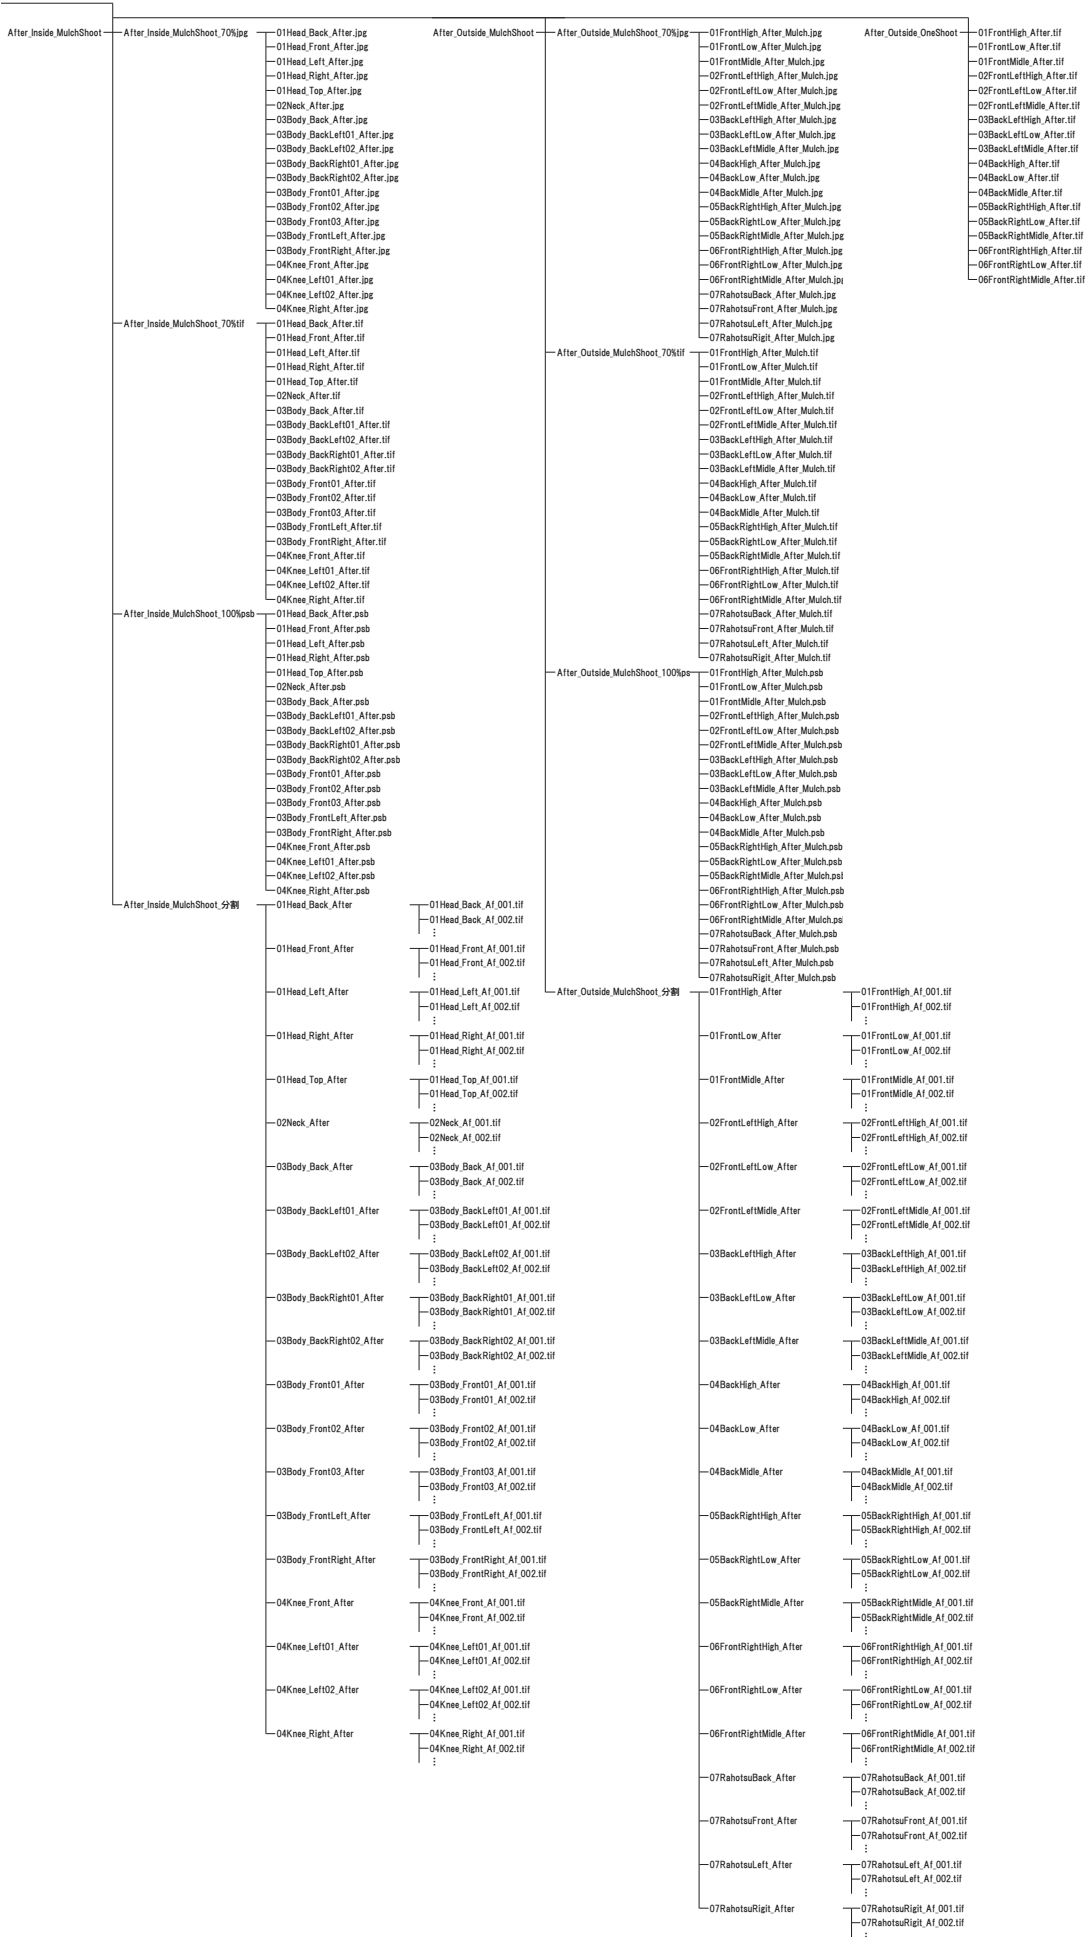 After_Inside_MulchShoot
After_Inside_MulchShoot_70%jpg
01Head_Back_After.jpg
01Head_Front_After.jpg
01Head_Left_After.jpg
01Head_Right_After.jpg
01Head_Top_After.jpg
02Neck_After.jpg
03Body_Back_After.jpg
03Body_BackLeft01_After.jpg
03Body_BackLeft02_After.jpg
03Body_BackRight01_After.jpg
03Body_BackRight02_After.jpg
03Body_Front01_After.jpg
03Body_Front02_After.jpg
03Body_Front03_After.jpg
03Body_FrontLeft_After.jpg
03Body_FrontRight_After.jpg
04Knee_Front_After.jpg
04Knee_Left01_After.jpg
04Knee_Left02_After.jpg
04Knee_Right_After.jpg
After_Inside_MulchShoot_70%tif
01Head_Back_After.tif
01Head_Front_After.tif
01Head_Left_After.tif
01Head_Right_After.tif
01Head_Top_After.tif
02Neck_After.tif
03Body_Back_After.tif
03Body_BackLeft01_After.tif
03Body_BackLeft02_After.tif
03Body_BackRight01_After.tif
03Body_BackRight02_After.tif
03Body_Front01_After.tif
03Body_Front02_After.tif
03Body_Front03_After.tif
03Body_FrontLeft_After.tif
03Body_FrontRight_After.tif
04Knee_Front_After.tif
04Knee_Left01_After.tif
04Knee_Left02_After.tif
04Knee_Right_After.tif
After_Inside_MulchShoot_100%psb
01Head_Back_After.psb
01Head_Front_After.psb
01Head_Left_After.psb
01Head_Right_After.psb
01Head_Top_After.psb
02Neck_After.psb
03Body_Back_After.psb
03Body_BackLeft01_After.psb
03Body_BackLeft02_After.psb
03Body_BackRight01_After.psb
03Body_BackRight02_After.psb
03Body_Front01_After.psb
03Body_Front02_After.psb
03Body_Front03_After.psb
03Body_FrontLeft_After.psb
03Body_FrontRight_After.psb
04Knee_Front_After.psb
04Knee_Left01_After.psb
04Knee_Left02_After.psb
04Knee_Right_After.psb
After_Inside_MulchShoot_分割
01Head_Back_After
01Head_Back_Af_001.tif
01Head_Back_Af_002.tif
⋮
01Head_Front_After
01Head_Front_Af_001.tif
01Head_Front_Af_002.tif
⋮
01Head_Left_After
01Head_Left_Af_001.tif
01Head_Left_Af_002.tif
⋮
01Head_Right_After
01Head_Right_Af_001.tif
01Head_Right_Af_002.tif
⋮
01Head_Top_After
01Head_Top_Af_001.tif
01Head_Top_Af_002.tif
⋮
02Neck_After
02Neck_Af_001.tif
02Neck_Af_002.tif
⋮
03Body_Back_After
03Body_Back_Af_001.tif
03Body_Back_Af_002.tif
⋮
03Body_BackLeft01_After
03Body_BackLeft01_Af_001.tif
03Body_BackLeft01_Af_002.tif
⋮
03Body_BackLeft02_After
03Body_BackLeft02_Af_001.tif
03Body_BackLeft02_Af_002.tif
⋮
03Body_BackRight01_After
03Body_BackRight01_Af_001.tif
03Body_BackRight01_Af_002.tif
⋮
03Body_BackRight02_After
03Body_BackRight02_Af_001.tif
03Body_BackRight02_Af_002.tif
⋮
03Body_Front01_After
03Body_Front01_Af_001.tif
03Body_Front01_Af_002.tif
⋮
03Body_Front02_After
03Body_Front02_Af_001.tif
03Body_Front02_Af_002.tif
⋮
03Body_Front03_After
03Body_Front03_Af_001.tif
03Body_Front03_Af_002.tif
⋮
03Body_FrontLeft_After
03Body_FrontLeft_Af_001.tif
03Body_FrontLeft_Af_002.tif
⋮
03Body_FrontRight_After
03Body_FrontRight_Af_001.tif
03Body_FrontRight_Af_002.tif
⋮
04Knee_Front_After
04Knee_Front_Af_001.tif
04Knee_Front_Af_002.tif
⋮
04Knee_Left01_After
04Knee_Left01_Af_001.tif
04Knee_Left01_Af_002.tif
⋮
04Knee_Left02_After
04Knee_Left02_Af_001.tif
04Knee_Left02_Af_002.tif
⋮
04Knee_Right_After
04Knee_Right_Af_001.tif
04Knee_Right_Af_002.tif
⋮
After_Outside_MulchShoot
After_Outside_MulchShoot_70%jpg
01FrontHigh_After_Mulch.jpg
01FrontLow_After_Mulch.jpg
01FrontMidle_After_Mulch.jpg
02FrontLeftHigh_After_Mulch.jpg
02FrontLeftLow_After_Mulch.jpg
02FrontLeftMidle_After_Mulch.jpg
03BackLeftHigh_After_Mulch.jpg
03BackLeftLow_After_Mulch.jpg
03BackLeftMidle_After_Mulch.jpg
04BackHigh_After_Mulch.jpg
04BackLow_After_Mulch.jpg
04BackMidle_After_Mulch.jpg
05BackRightHigh_After_Mulch.jpg
05BackRightLow_After_Mulch.jpg
05BackRightMidle_After_Mulch.jpg
06FrontRightHigh_After_Mulch.jpg
06FrontRightLow_After_Mulch.jpg
06FrontRightMidle_After_Mulch.jp
07RahotsuBack_After_Mulch.jpg
07RahotsuFront_After_Mulch.jpg
07RahotsuLeft_After_Mulch.jpg
07RahotsuRigit_After_Mulch.jpg
After_Outside_MulchShoot_70%tif
01FrontHigh_After_Mulch.tif
01FrontLow_After_Mulch.tif
01FrontMidle_After_Mulch.tif
02FrontLeftHigh_After_Mulch.tif
02FrontLeftLow_After_Mulch.tif
02FrontLeftMidle_After_Mulch.tif
03BackLeftHigh_After_Mulch.tif
03BackLeftLow_After_Mulch.tif
03BackLeftMidle_After_Mulch.tif
04BackHigh_After_Mulch.tif
04BackLow_After_Mulch.tif
04BackMidle_After_Mulch.tif
05BackRightHigh_After_Mulch.tif
05BackRightLow_After_Mulch.tif
05BackRightMidle_After_Mulch.tif
06FrontRightHigh_After_Mulch.tif
06FrontRightLow_After_Mulch.tif
06FrontRightMidle_After_Mulch.tif
07RahotsuBack_After_Mulch.tif
07RahotsuFront_After_Mulch.tif
07RahotsuLeft_After_Mulch.tif
07RahotsuRigit_After_Mulch.tif
After_Outside_MulchShoot_100%ps
01FrontHigh_After_Mulch.psb
01FrontLow_After_Mulch.psb
01FrontMidle_After_Mulch.psb
02FrontLeftHigh_After_Mulch.psb
02FrontLeftLow_After_Mulch.psb
02FrontLeftMidle_After_Mulch.psb
03BackLeftHigh_After_Mulch.psb
03BackLeftLow_After_Mulch.psb
03BackLeftMidle_After_Mulch.psb
04BackHigh_After_Mulch.psb
04BackLow_After_Mulch.psb
04BackMidle_After_Mulch.psb
05BackRightHigh_After_Mulch.psb
05BackRightLow_After_Mulch.psb
05BackRightMidle_After_Mulch.ps
06FrontRightHigh_After_Mulch.psb
06FrontRightLow_After_Mulch.psb
06FrontRightMidle_After_Mulch.ps
07RahotsuBack_After_Mulch.psb
07RahotsuFront_After_Mulch.psb
07RahotsuLeft_After_Mulch.psb
07RahotsuRigit_After_Mulch.psb
After_Outside_MulchShoot_分割
01FrontHigh_After
01FrontHigh_Af_001.tif
01FrontHigh_Af_002.tif
⋮
01FrontLow_After
01FrontLow_Af_001.tif
01FrontLow_Af_002.tif
⋮
01FrontMidle_After
01FrontMidle_Af_001.tif
01FrontMidle_Af_002.tif
⋮
02FrontLeftHigh_After
02FrontLeftHigh_Af_001.tif
02FrontLeftHigh_Af_002.tif
⋮
02FrontLeftLow_After
02FrontLeftLow_Af_001.tif
02FrontLeftLow_Af_002.tif
⋮
02FrontLeftMidle_After
02FrontLeftMidle_Af_001.tif
02FrontLeftMidle_Af_002.tif
⋮
03BackLeftHigh_After
03BackLeftHigh_Af_001.tif
03BackLeftHigh_Af_002.tif
⋮
03BackLeftLow_After
03BackLeftLow_Af_001.tif
03BackLeftLow_Af_002.tif
⋮
03BackLeftMidle_After
03BackLeftMidle_Af_001.tif
03BackLeftMidle_Af_002.tif
⋮
04BackHigh_After
04BackHigh_Af_001.tif
04BackHigh_Af_002.tif
⋮
04BackLow_After
04BackLow_Af_001.tif
04BackLow_Af_002.tif
⋮
04BackMidle_After
04BackMidle_Af_001.tif
04BackMidle_Af_002.tif
⋮
05BackRightHigh_After
05BackRightHigh_Af_001.tif
05BackRightHigh_Af_002.tif
⋮
05BackRightLow_After
05BackRightLow_Af_001.tif
05BackRightLow_Af_002.tif
⋮
05BackRightMidle_After
05BackRightMidle_Af_001.tif
05BackRightMidle_Af_002.tif
⋮
06FrontRightHigh_After
06FrontRightHigh_Af_001.tif
06FrontRightHigh_Af_002.tif
⋮
06FrontRightLow_After
06FrontRightLow_Af_001.tif
06FrontRightLow_Af_002.tif
⋮
06FrontRightMidle_After
06FrontRightMidle_Af_001.tif
06FrontRightMidle_Af_002.tif
⋮
07RahotsuBack_After
07RahotsuBack_Af_001.tif
07RahotsuBack_Af_002.tif
⋮
07RahotsuFront_After
07RahotsuFront_Af_001.tif
07RahotsuFront_Af_002.tif
⋮
07RahotsuLeft_After
07RahotsuLeft_Af_001.tif
07RahotsuLeft_Af_002.tif
⋮
07RahotsuRigit_After
07RahotsuRigit_Af_001.tif
07RahotsuRigit_Af_002.tif
⋮
After_Outside_OneShoot
01FrontHigh_After.tif
01FrontLow_After.tif
01FrontMidle_After.tif
02FrontLeftHigh_After.tif
02FrontLeftLow_After.tif
02FrontLeftMidle_After.tif
03BackLeftHigh_After.tif
03BackLeftLow_After.tif
03BackLeftMidle_After.tif
04BackHigh_After.tif
04BackLow_After.tif
04BackMidle_After.tif
05BackRightHigh_After.tif
05BackRightLow_After.tif
05BackRightMidle_After.tif
06FrontRightHigh_After.tif
06FrontRightLow_After.tif
06FrontRightMidle_After.tif